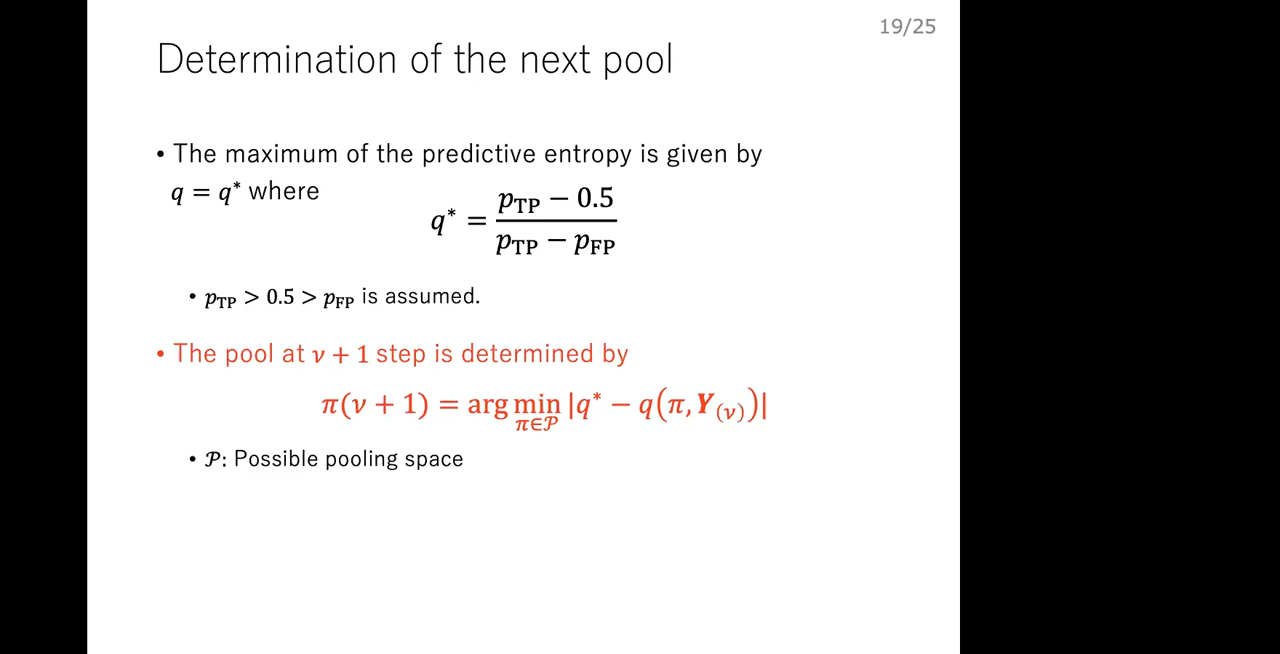 19/25
Determination of the next pool
• The maximum of the predictive entropy is given by
q = q* where
q* = (p_TP − 0.5) / (p_TP − p_FP)
• p_TP > 0.5 > p_FP is assumed.
• The pool at ν + 1 step is determined by
π(ν + 1) = arg min_{π∈𝒫} |q* − q(π, Y_(ν))|
• 𝒫: Possible pooling space